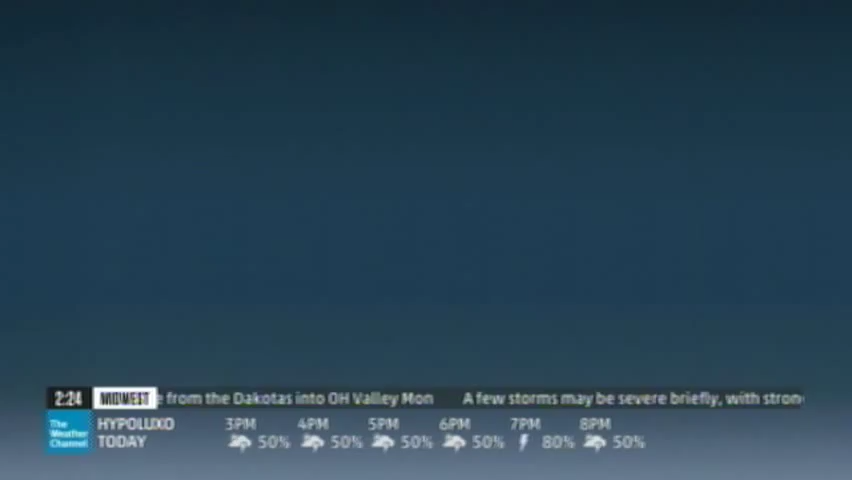 2:24 MIDWEST e from the Dakotas into OH Valley Mon A few storms may be severe briefly, with strong
The Weather Channel
HYPOLUXO 3PM 4PM 5PM 6PM 7PM 8PM
TODAY 50% 50% 50% 50% 80% 50%